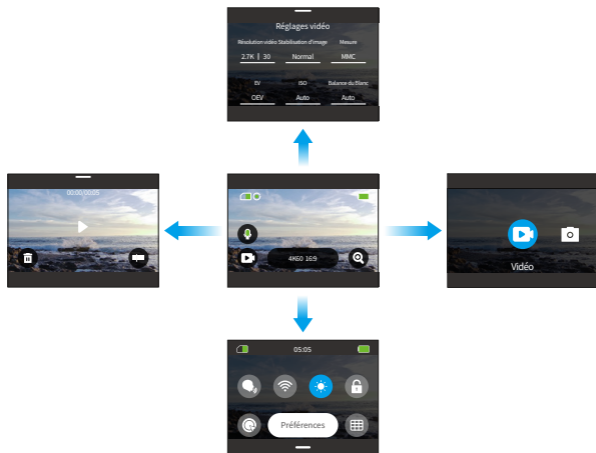 Réglages vidéo
Résolution vidéo Stabilisation d'image Mesure
2.7K | 30 Normal MMC
EV ISO Balance du Blanc
OEV Auto Auto
00:00/00:05
4K60 16:9
Vidéo
05:05
Préférences